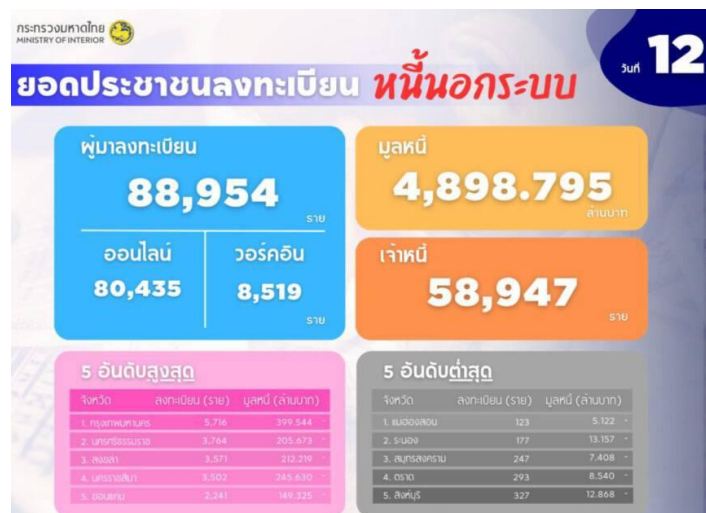 กระทรวงมหาดไทย
MINISTRY OF INTERIOR
วันที่ 12
ยอดประชาชนลงทะเบียน หนี้นอกระบบ
ผู้มาลงทะเบียน
88,954
ราย
ออนไลน์
80,435
วอร์คอิน
8,519
ราย
มูลหนี้
4,898.795
ล้านบาท
เจ้าหนี้
58,947
ราย
5 อันดับสูงสุด
จังหวัด ลงทะเบียน (ราย) มูลหนี้ (ล้านบาท)
1. กรุงเทพมหานคร 5,716 399.544 -
2. นครศรีธรรมราช 3,764 205.673 -
3. สงขลา 3,571 212.219 -
4. นครราชสีมา 3,502 245.630 -
5. ขอนแก่น 2,241 149.325 -
5 อันดับต่ำสุด
จังหวัด ลงทะเบียน (ราย) มูลหนี้ (ล้านบาท)
1. แม่ฮ่องสอน 123 5.122 -
2. ระนอง 177 13.157 -
3. สมุทรสงคราม 247 7.408 -
4. ตราด 293 8.540 -
5. สิงห์บุรี 327 12.868 -